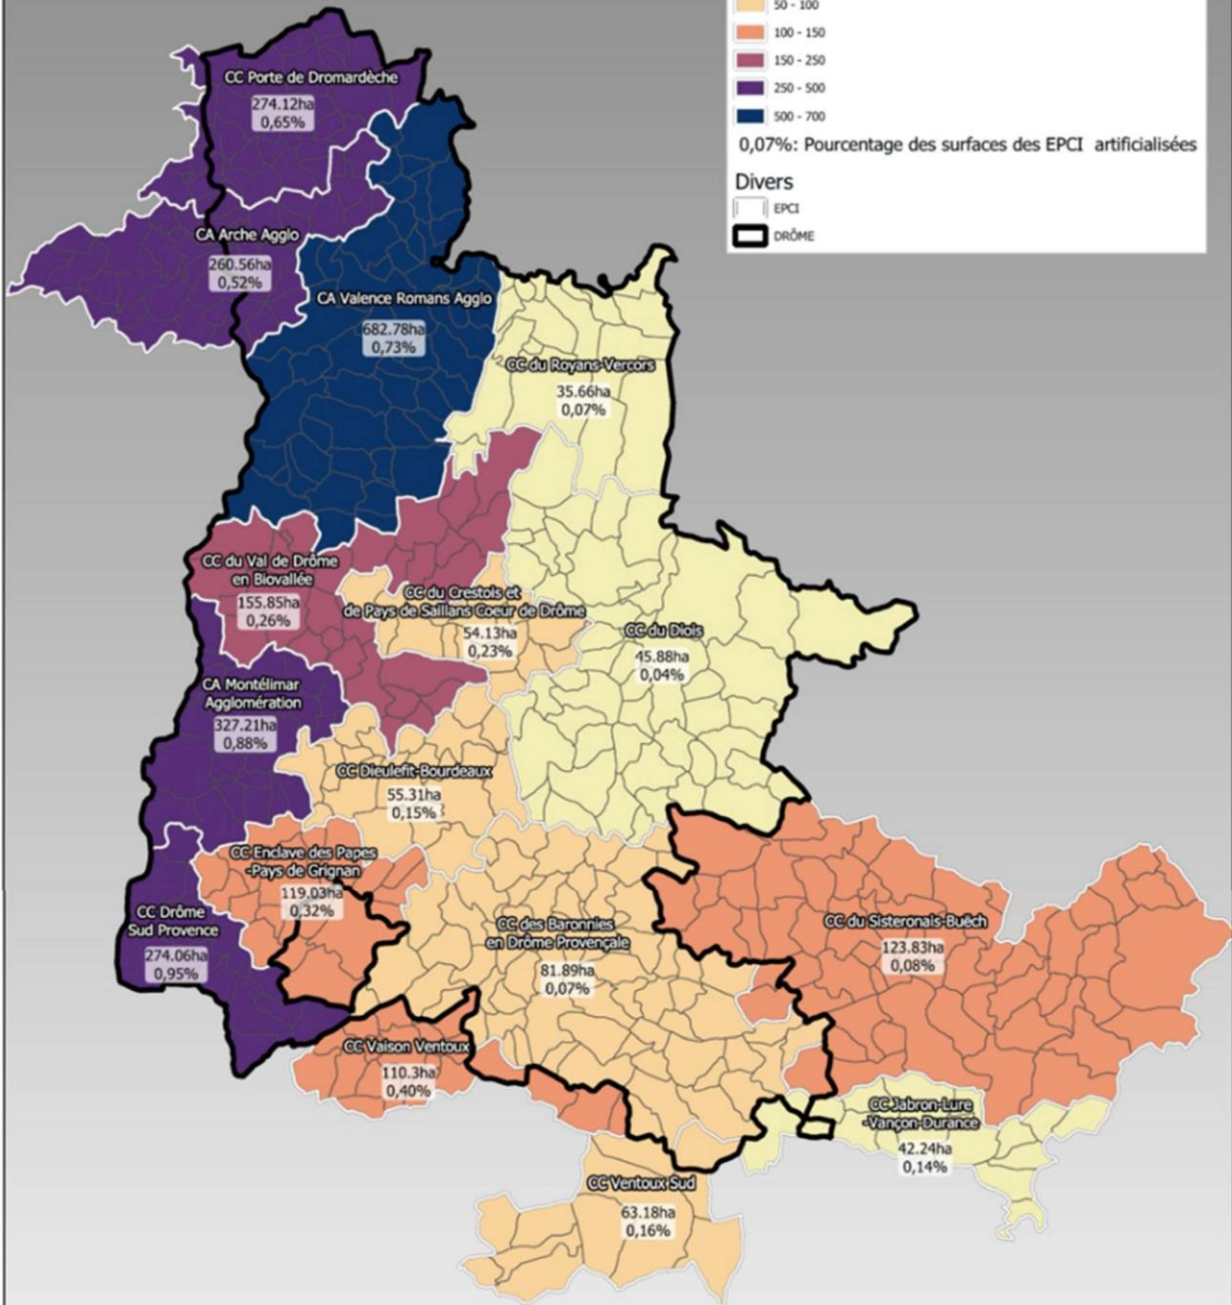 50 - 100
100 - 150
150 - 250
250 - 500
500 - 700
0,07%: Pourcentage des surfaces des EPCI artificialisées
Divers
EPCI
DRÔME
CC Porte de Dromardèche
274.12ha
0,65%
CA Arche Agglo
260.56ha
0,52%
CA Valence Romans Agglo
682.78ha
0,73%
CC du Royans-Vercors
35.66ha
0,07%
CC du Val de Drôme
en Biovallée
155.85ha
0,26%
CC du Crestois et
de Pays de Saillans Coeur de Drôme
54.13ha
0,23%
CC du Diois
45.88ha
0,04%
CA Montélimar
Agglomération
327.21ha
0,88%
CC Dieulefit-Bourdeaux
55.31ha
0,15%
CC Enclave des Papes
-Pays de Grignan
119.03ha
0,32%
CC Drôme
Sud Provence
274.06ha
0,95%
CC des Baronnies
en Drôme Provençale
81.89ha
0,07%
CC du Sisteronais-Buëch
123.83ha
0,08%
CC Vaison Ventoux
110.3ha
0,40%
CC Jabron-Lure
-Vançon-Durance
42.24ha
0,14%
CC Ventoux Sud
63.18ha
0,16%